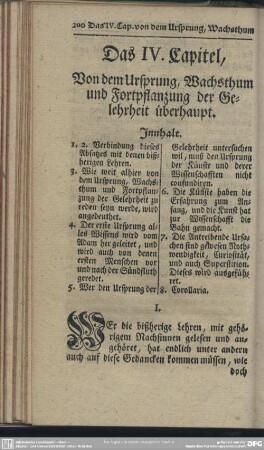 200 Das IV. Cap. von dem Ursprung, Wachsthum
Das IV. Capitel,
Von dem Ursprung, Wachsthum
und Fortpflanzung der Ge-
lehrheit überhaupt.
Innhalt.
1. 2. Verbindung dieses
Absatzes mit denen biß-
herigen Lehren.
3. Wie weit alhier von
dem Ursprung, Wachs-
thum und Fortpflan-
zung der Gelehrheit zu
reden seyn werde, wird
angedeuthet.
4. Der erste Ursprung al-
les Wissens wird vom
Adam hergeleitet, und
wird auch von denen
ersten Menschen vor
und nach der Sündfluth
geredet.
5. Wer den Ursprung der
Gelehrheit untersuchen
wil, muß den Ursprung
der Künste und derer
Wissenschafften nicht
confundiren.
6. Die Künste haben die
Erfahrung zum An-
fang, und die Kunst hat
zur Wissenschafft die
Bahn gemacht.
7. Die Antreibende Ursa-
chen sind gewesen Noth-
wendigkeit, Curiosität,
und auch Superstition.
Dieses wird ausgefüh-
ret.
8. Corollaria.
I.
WEr die bißherige Lehren, mit gehö-
rigem Nachsinnen gelesen und an-
gehöret, hat endlich unter andern
auch auf diese Gedancken kommen müssen, wie
doch